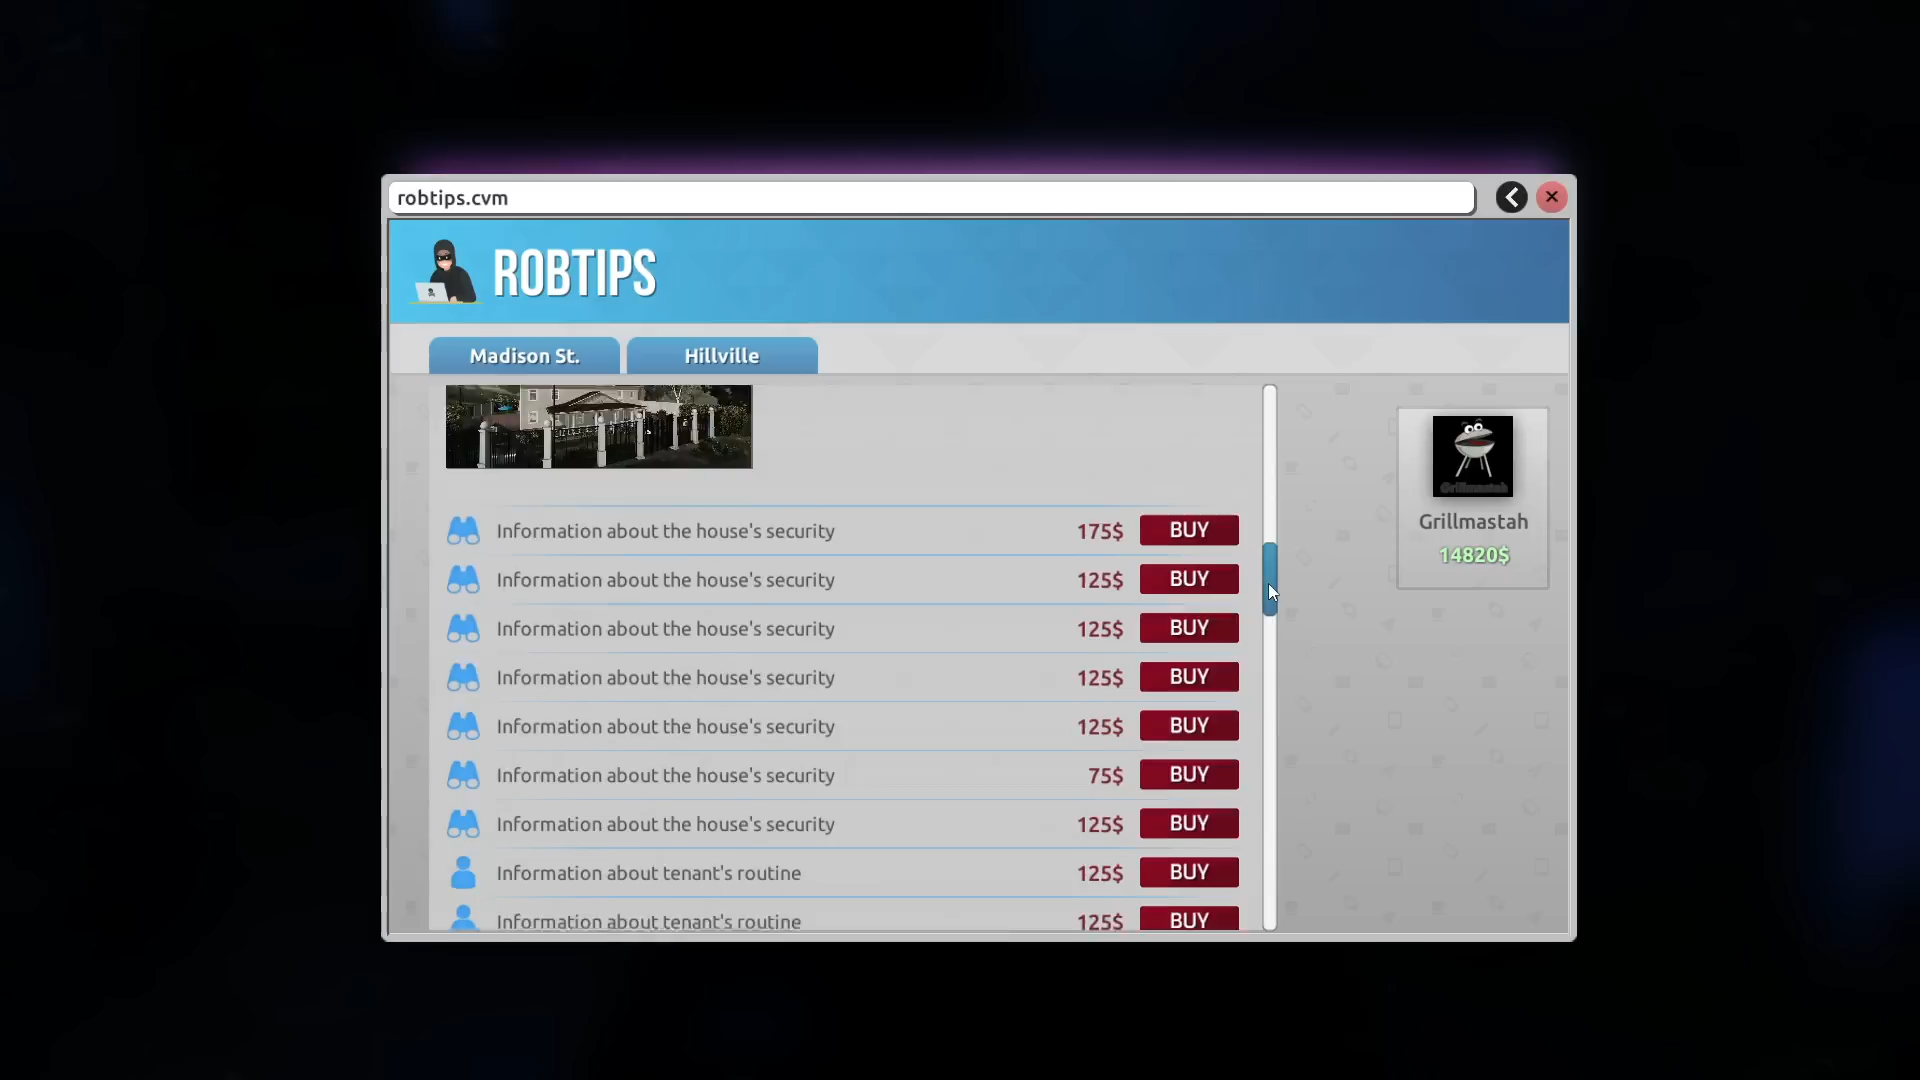 robtips.cvm
ROBTIPS
Madison St.
Hillville
Information about the house's security 175$ BUY
Information about the house's security 125$ BUY
Information about the house's security 125$ BUY
Information about the house's security 125$ BUY
Information about the house's security 125$ BUY
Information about the house's security 75$ BUY
Information about the house's security 125$ BUY
Information about tenant's routine 125$ BUY
Information about tenant's routine 125$ BUY
Grillmastah
Grillmastah
14820$